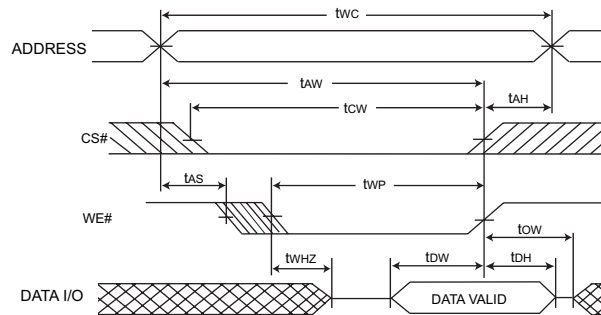 tWC
ADDRESS
tAW
tCW
tAH
CS#
tAS
tWP
WE#
tOW
tWHZ
tDW
tDH
DATA I/O
DATA VALID